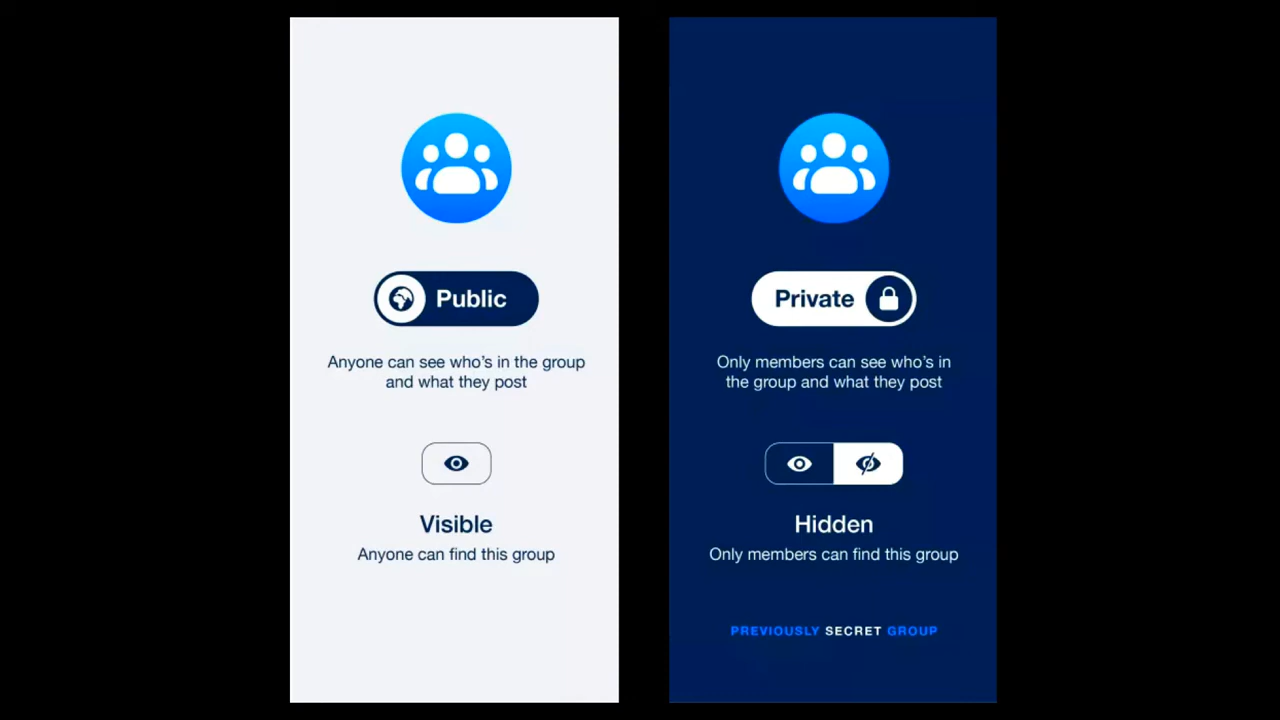 Public
Anyone can see who's in the group
and what they post
Visible
Anyone can find this group
Private
Only members can see who's in
the group and what they post
Hidden
Only members can find this group
PREVIOUSLY SECRET GROUP